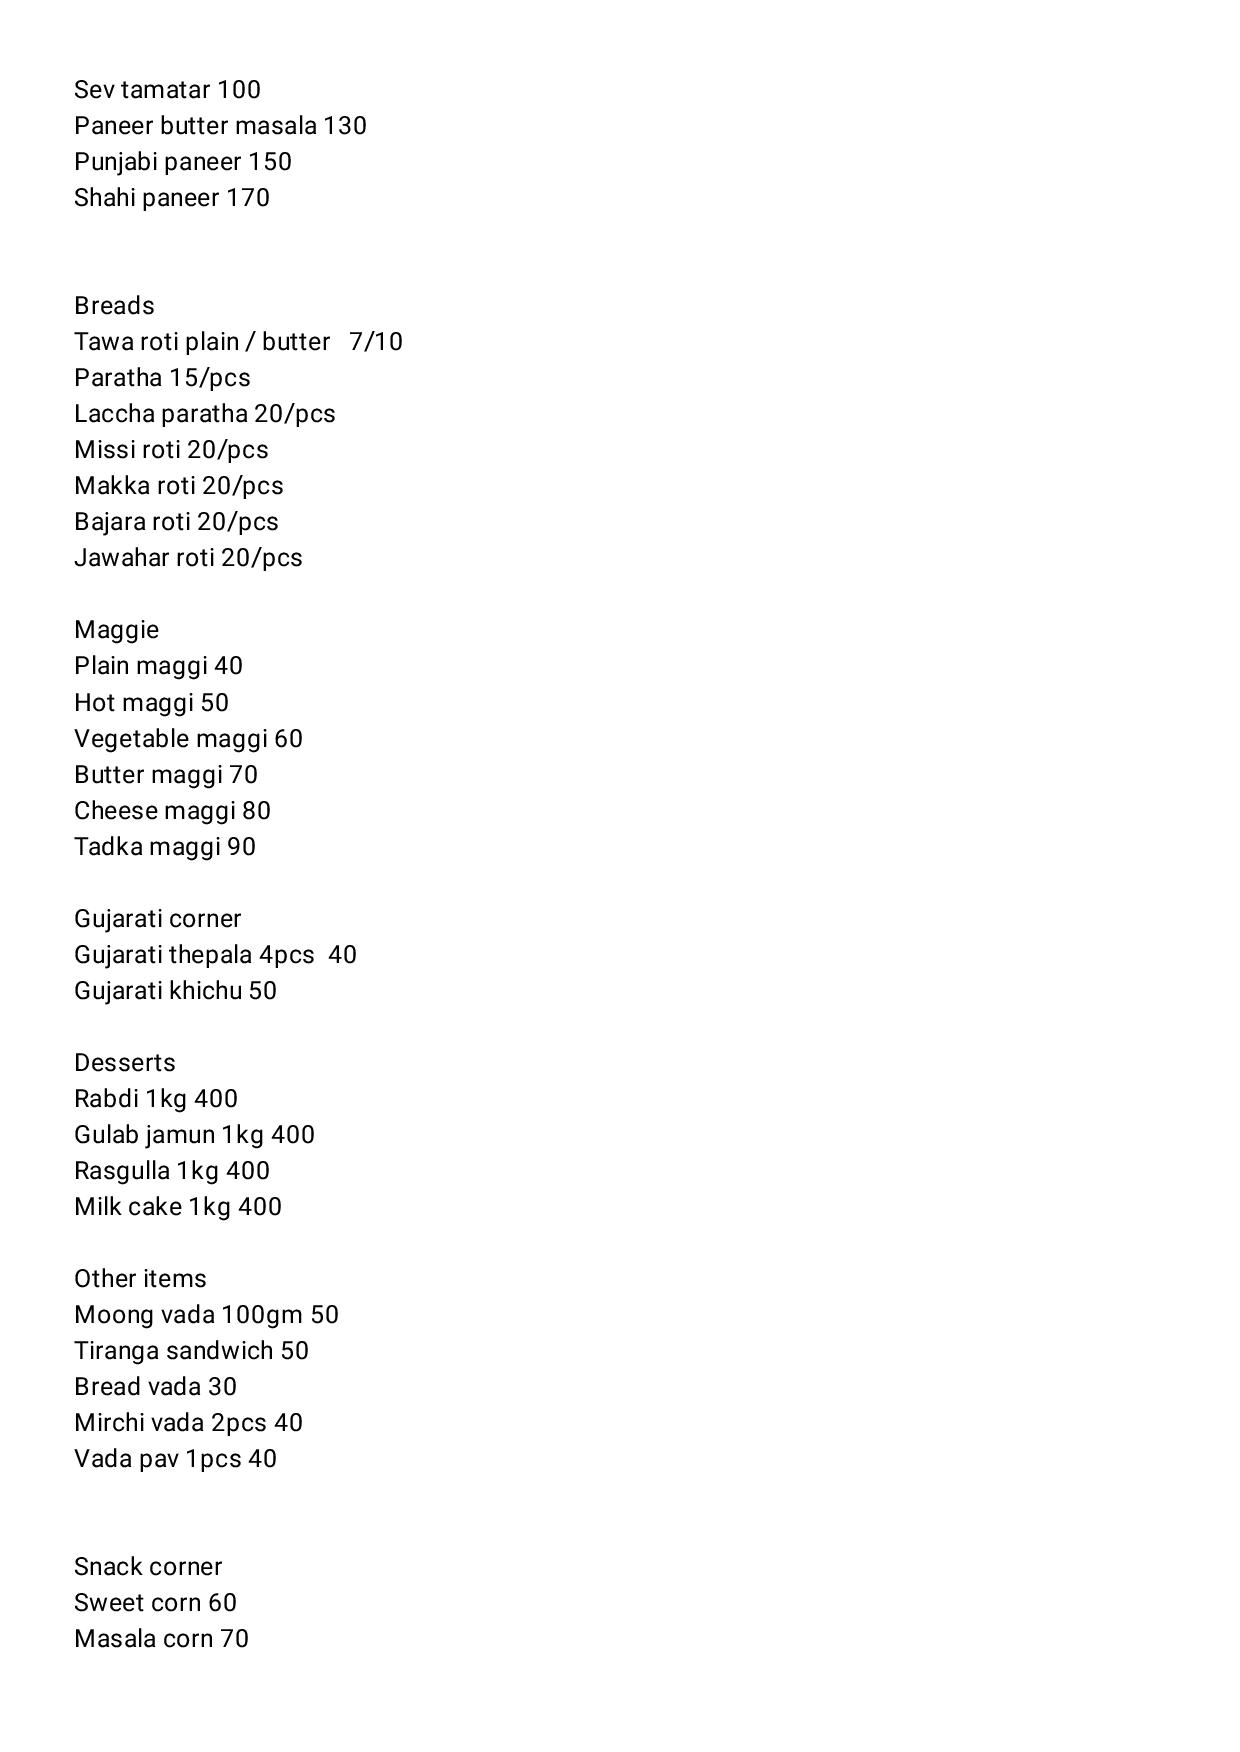 Sev tamatar 100
Paneer butter masala 130
Punjabi paneer 150
Shahi paneer 170
Breads
Tawa roti plain / butter   7/10
Paratha 15/pcs
Laccha paratha 20/pcs
Missi roti 20/pcs
Makka roti 20/pcs
Bajara roti 20/pcs
Jawahar roti 20/pcs
Maggie
Plain maggi 40
Hot maggi 50
Vegetable maggi 60
Butter maggi 70
Cheese maggi 80
Tadka maggi 90
Gujarati corner
Gujarati thepala 4pcs  40
Gujarati khichu 50
Desserts
Rabdi 1kg 400
Gulab jamun 1kg 400
Rasgulla 1kg 400
Milk cake 1kg 400
Other items
Moong vada 100gm 50
Tiranga sandwich 50
Bread vada 30
Mirchi vada 2pcs 40
Vada pav 1pcs 40
Snack corner
Sweet corn 60
Masala corn 70